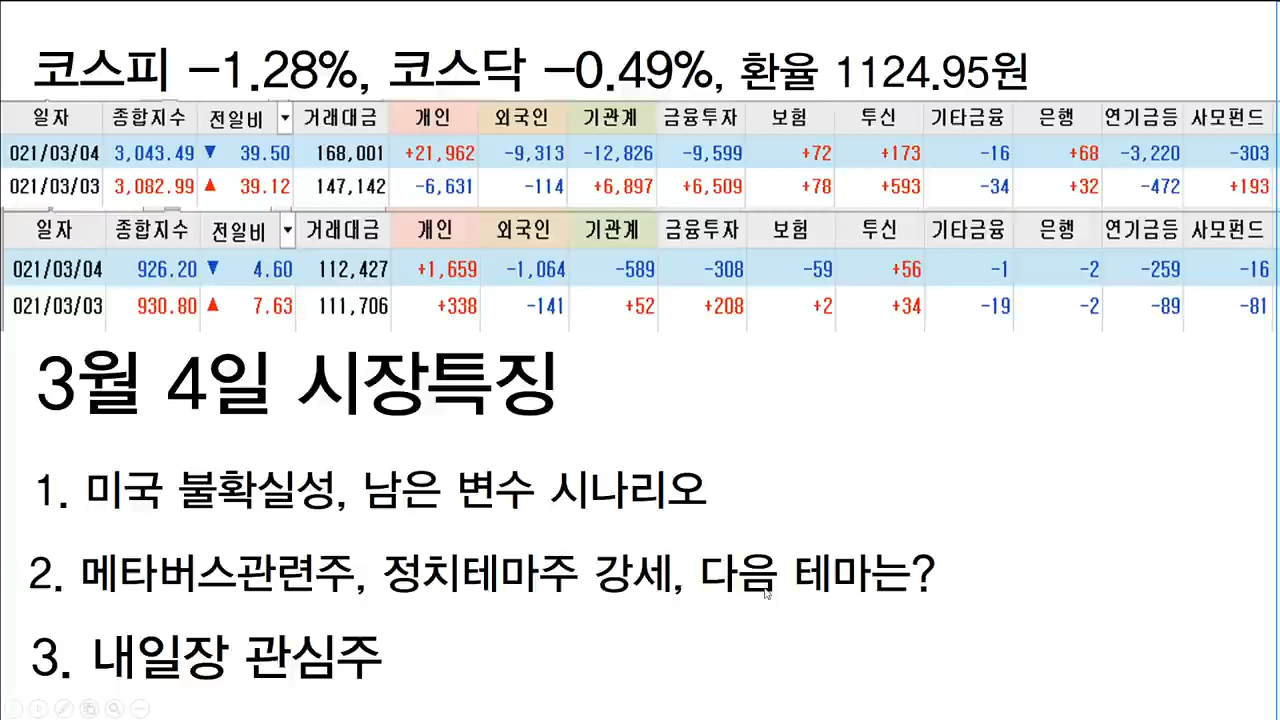 코스피 -1.28%, 코스닥 -0.49%, 환율 1124.95원
일자 종합지수 전일비 거래대금 개인 외국인 기관계 금융투자 보험 투신 기타금융 은행 연기금등 사모펀드
021/03/04 3,043.49 ▼ 39.50 168,001 +21,962 -9,313 -12,826 -9,599 +72 +173 -16 +68 -3,220 -303
021/03/03 3,082.99 ▲ 39.12 147,142 -6,631 -114 +6,897 +6,509 +78 +593 -34 +32 -472 +193
일자 종합지수 전일비 거래대금 개인 외국인 기관계 금융투자 보험 투신 기타금융 은행 연기금등 사모펀드
021/03/04 926.20 ▼ 4.60 112,427 +1,659 -1,064 -589 -308 -59 +56 -1 -2 -259 -16
021/03/03 930.80 ▲ 7.63 111,706 +338 -141 +52 +208 +2 +34 -19 -2 -89 -81
3월 4일 시장특징
1. 미국 불확실성, 남은 변수 시나리오
2. 메타버스관련주, 정치테마주 강세, 다음 테마는?
3. 내일장 관심주